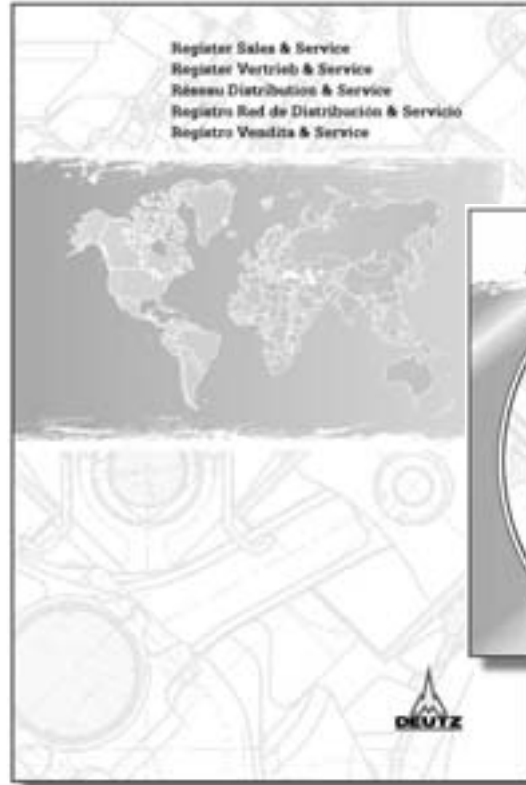 Register Sales & Service
Register Vertrieb & Service
Réseau Distribution & Service
Registro Red de Distribución & Servicio
Registro Vendita & Service
DEUTZ